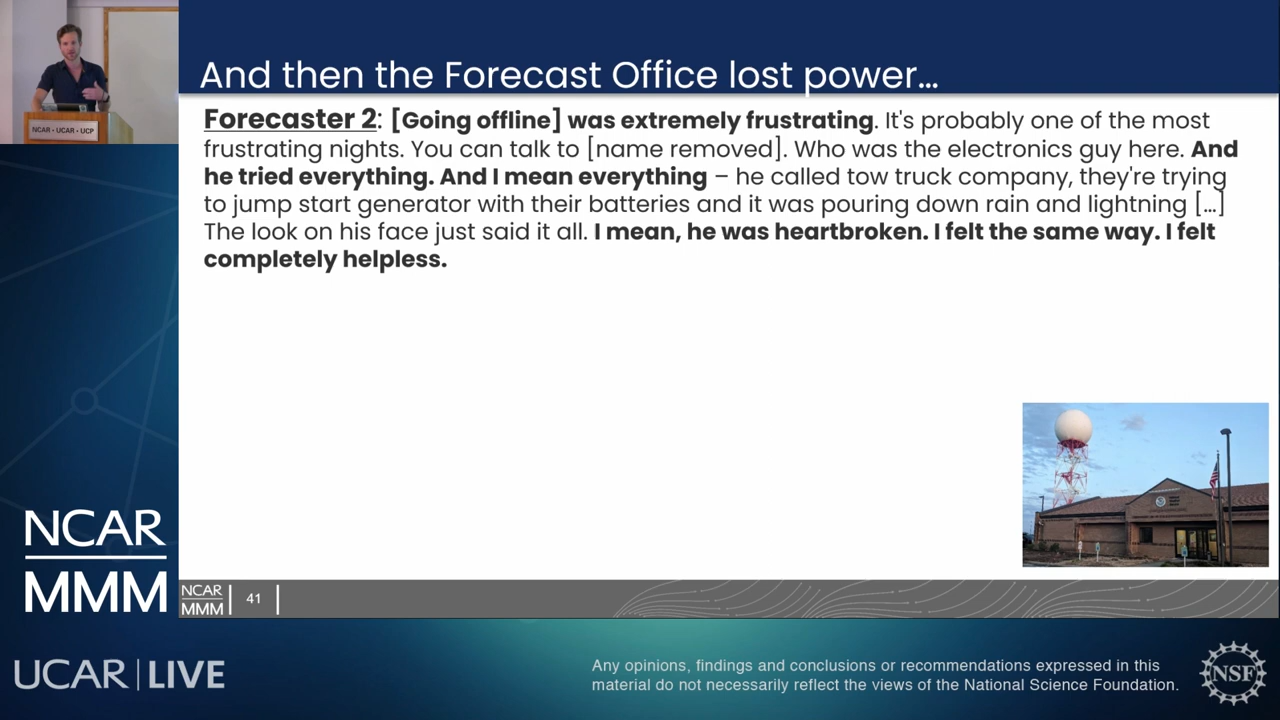 NCAR • UCAR • UCP
And then the Forecast Office lost power...
Forecaster 2: [Going offline] was extremely frustrating. It's probably one of the most
frustrating nights. You can talk to [name removed]. Who was the electronics guy here. And
he tried everything. And I mean everything – he called tow truck company, they're trying
to jump start generator with their batteries and it was pouring down rain and lightning [...]
The look on his face just said it all. I mean, he was heartbroken. I felt the same way. I felt
completely helpless.
NCAR
MMM
NCAR
MMM
41
UCAR | LIVE
Any opinions, findings and conclusions or recommendations expressed in this
material do not necessarily reflect the views of the National Science Foundation.
NSF